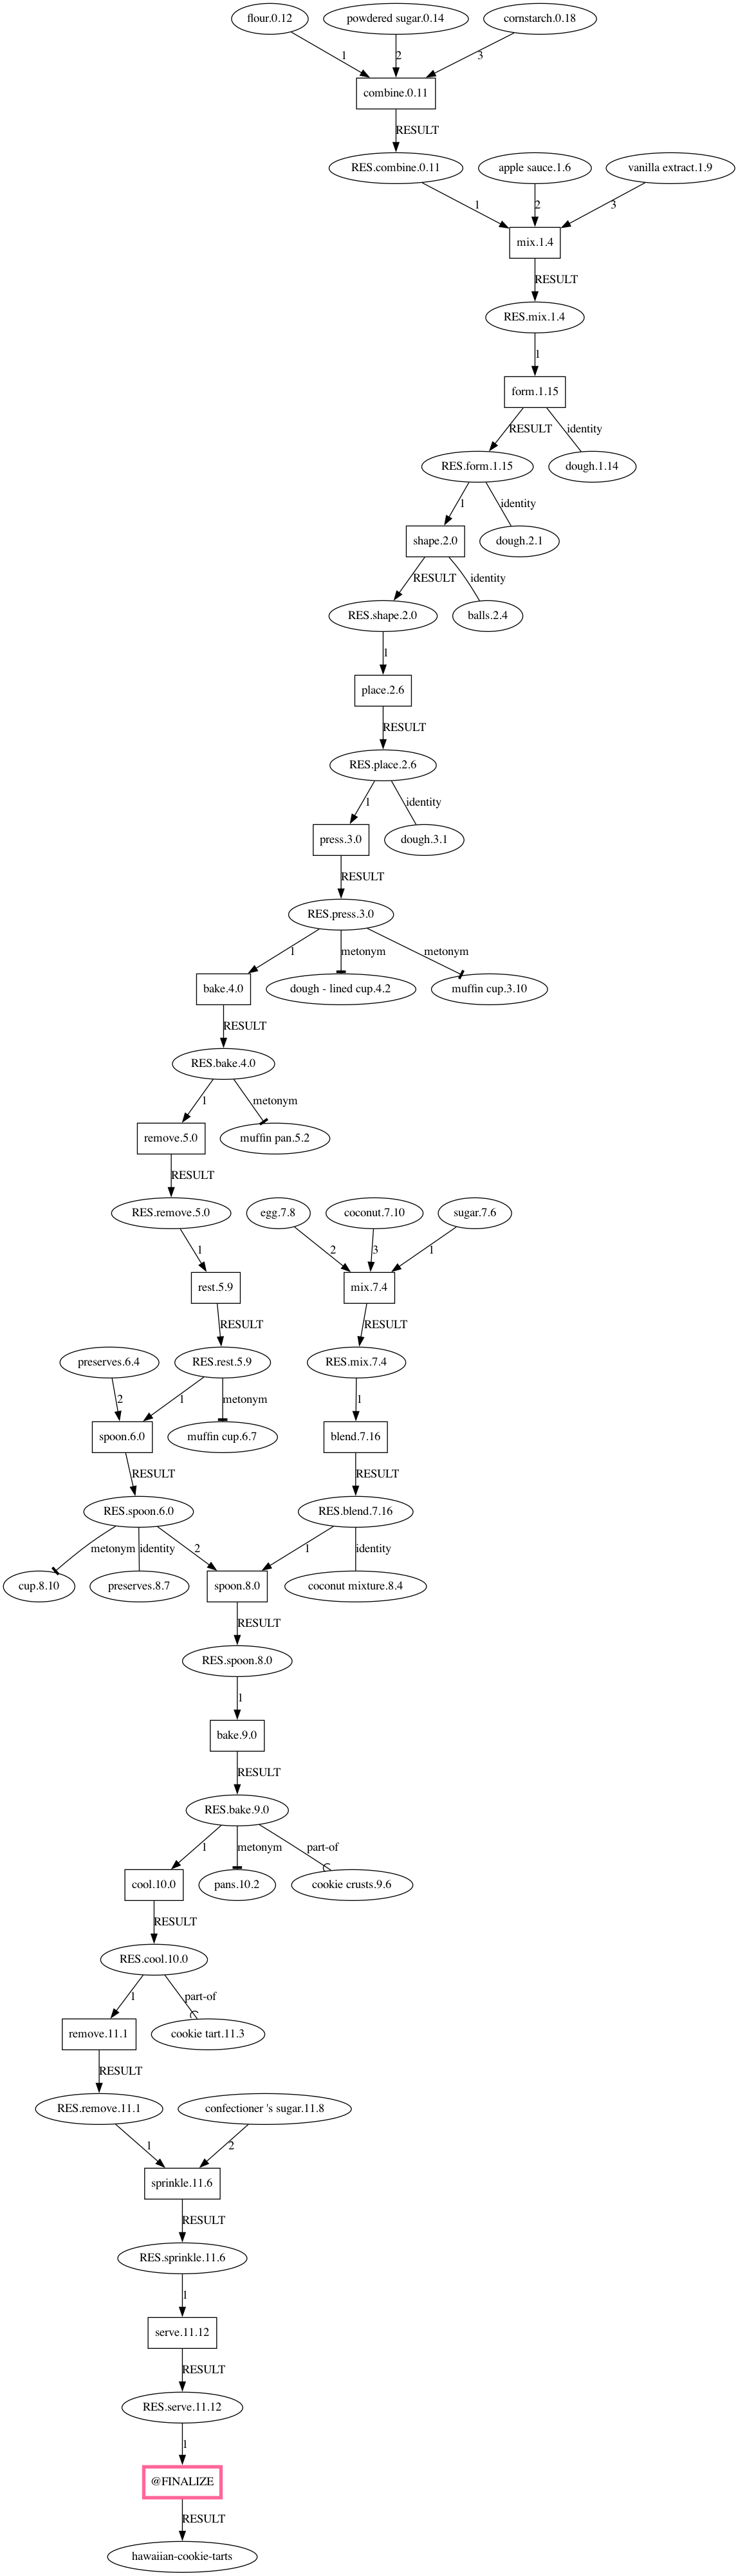 flour.0.12 powdered sugar.0.14 cornstarch.0.18
1 2 3
combine.0.11
RESULT
RES.combine.0.11 apple sauce.1.6 vanilla extract.1.9
1 2 3
mix.1.4
RESULT
RES.mix.1.4
1
form.1.15
RESULT identity
RES.form.1.15 dough.1.14
1 identity
shape.2.0 dough.2.1
RESULT identity
RES.shape.2.0 balls.2.4
1
place.2.6
RESULT
RES.place.2.6
1 identity
press.3.0 dough.3.1
RESULT
RES.press.3.0
1 metonym metonym
bake.4.0 dough - lined cup.4.2 muffin cup.3.10
RESULT
RES.bake.4.0
1 metonym
remove.5.0 muffin pan.5.2
RESULT
RES.remove.5.0 egg.7.8 coconut.7.10 sugar.7.6
1 2 3 1
rest.5.9 mix.7.4
RESULT RESULT
preserves.6.4 RES.rest.5.9 RES.mix.7.4
2 1 metonym 1
spoon.6.0 muffin cup.6.7 blend.7.16
RESULT RESULT
RES.spoon.6.0 RES.blend.7.16
metonym identity 2 1 identity
cup.8.10 preserves.8.7 spoon.8.0 coconut mixture.8.4
RESULT
RES.spoon.8.0
1
bake.9.0
RESULT
RES.bake.9.0
1 metonym part-of
cool.10.0 pans.10.2 cookie crusts.9.6
RESULT
RES.cool.10.0
1 part-of
remove.11.1 cookie tart.11.3
RESULT
RES.remove.11.1 confectioner 's sugar.11.8
1 2
sprinkle.11.6
RESULT
RES.sprinkle.11.6
1
serve.11.12
RESULT
RES.serve.11.12
1
@FINALIZE
RESULT
hawaiian-cookie-tarts